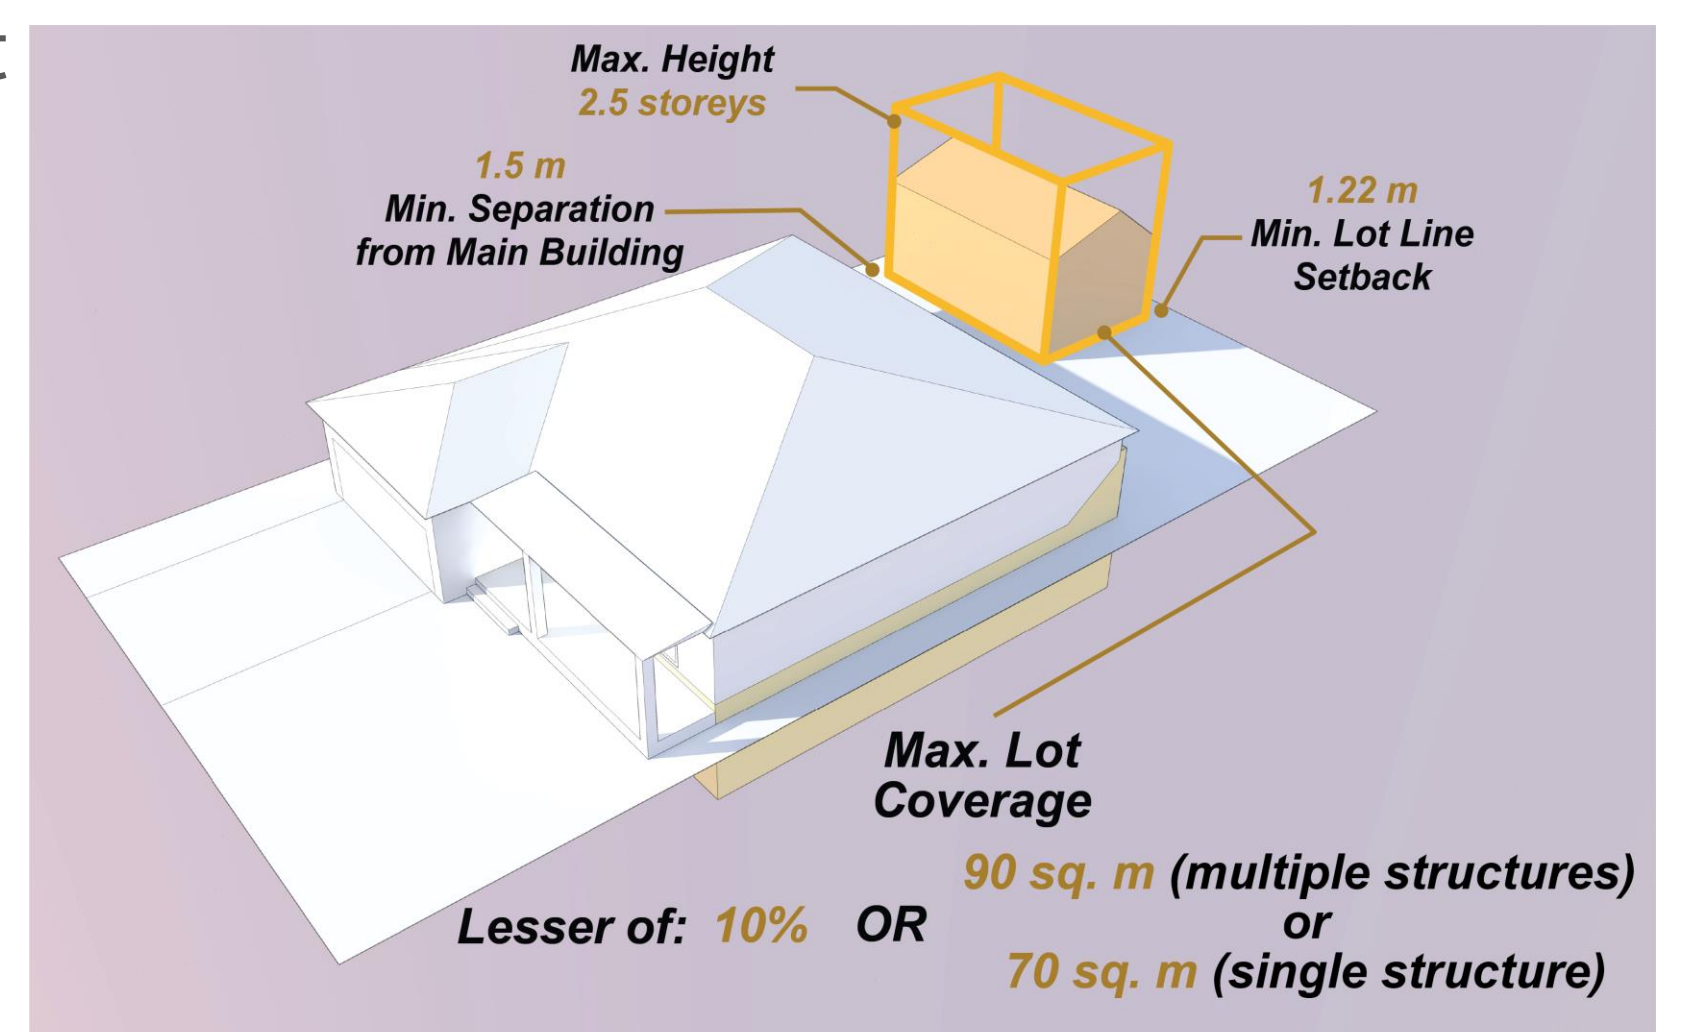 Max. Height
2.5 storeys
1.5 m
Min. Separation
from Main Building
1.22 m
Min. Lot Line
Setback
Max. Lot
Coverage
Lesser of: 10% OR
90 sq. m (multiple structures)
or
70 sq. m (single structure)